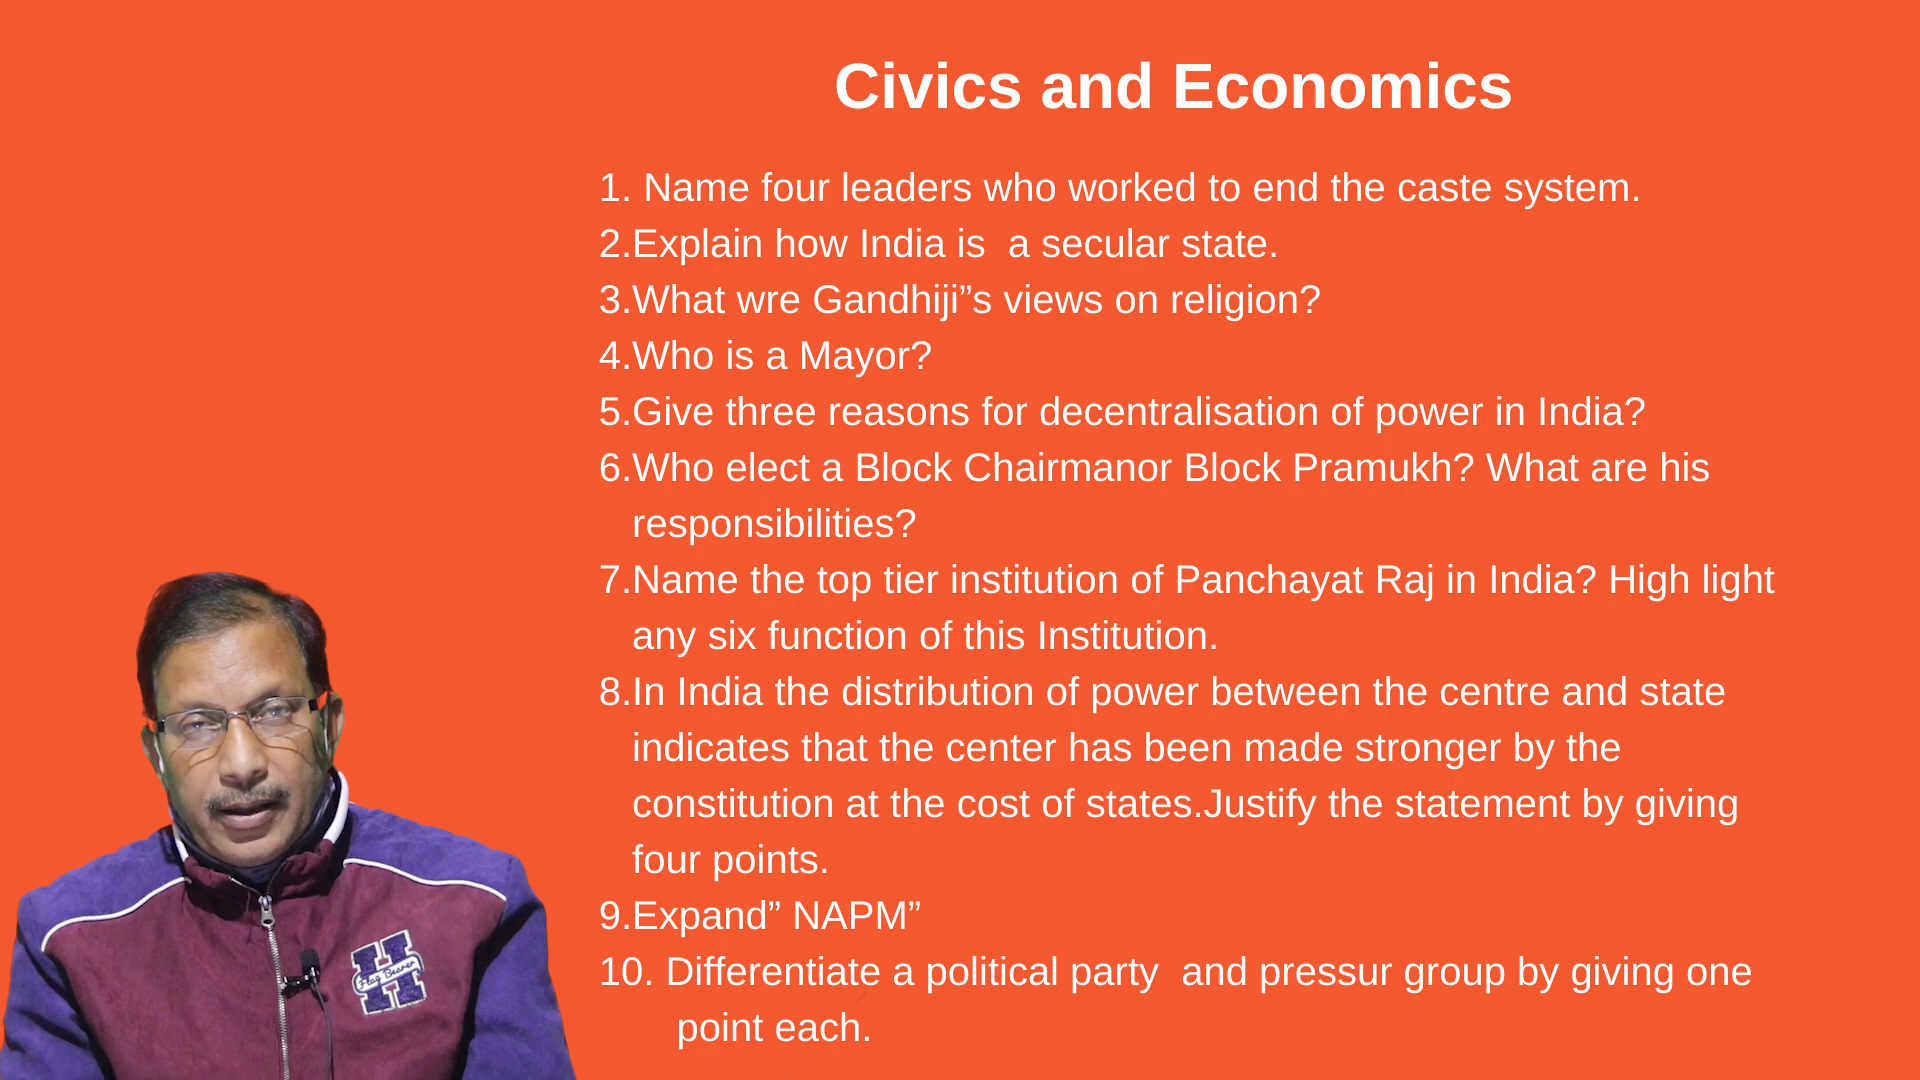 Civics and Economics
1. Name four leaders who worked to end the caste system.
2.Explain how India is  a secular state.
3.What wre Gandhiji”s views on religion?
4.Who is a Mayor?
5.Give three reasons for decentralisation of power in India?
6.Who elect a Block Chairmanor Block Pramukh? What are his
responsibilities?
7.Name the top tier institution of Panchayat Raj in India? High light
any six function of this Institution.
8.In India the distribution of power between the centre and state
indicates that the center has been made stronger by the
constitution at the cost of states.Justify the statement by giving
four points.
9.Expand” NAPM”
10. Differentiate a political party  and pressur group by giving one
point each.
H
Flag Bearer